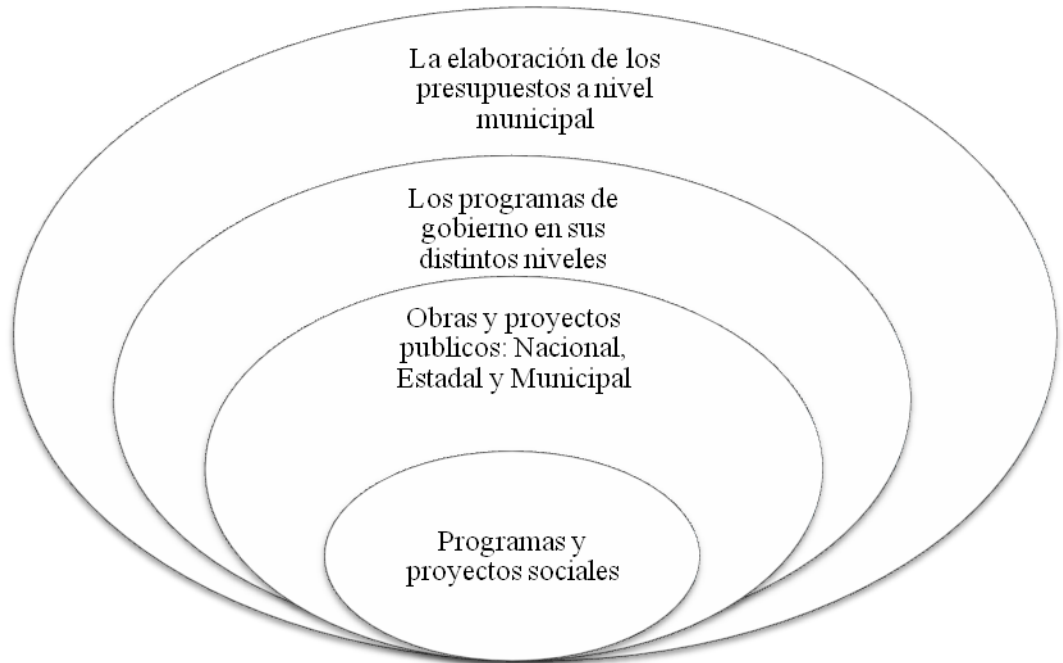 La elaboración de los
presupuestos a nivel
municipal
Los programas de
gobierno en sus
distintos niveles
Obras y proyectos
publicos: Nacional,
Estadal y Municipal
Programas y
proyectos sociales